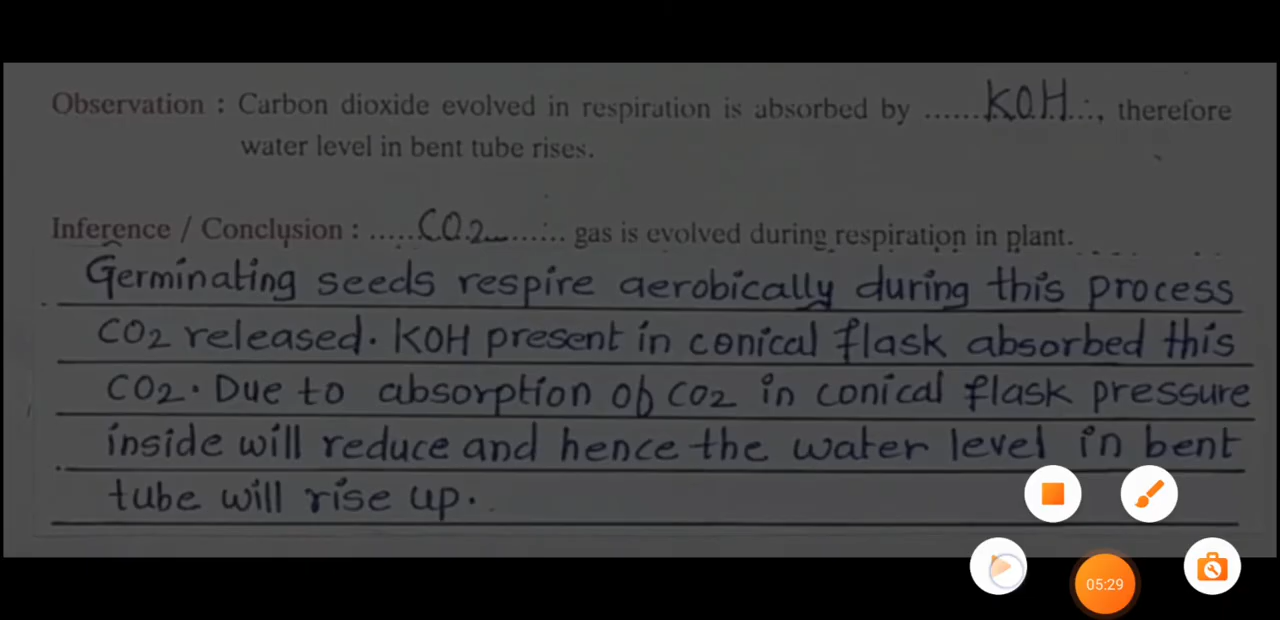 Observation : Carbon dioxide evolved in respiration is absorbed by ......KOH...., therefore
water level in bent tube rises.
Inference / Conclusion : .....CO2........ gas is evolved during respiration in plant.
Germinating seeds respire aerobically during this process
CO2 released. KOH present in conical flask absorbed this
CO2. Due to absorption of CO2 in conical flask pressure
inside will reduce and hence the water level in bent
tube will rise up.
05:29